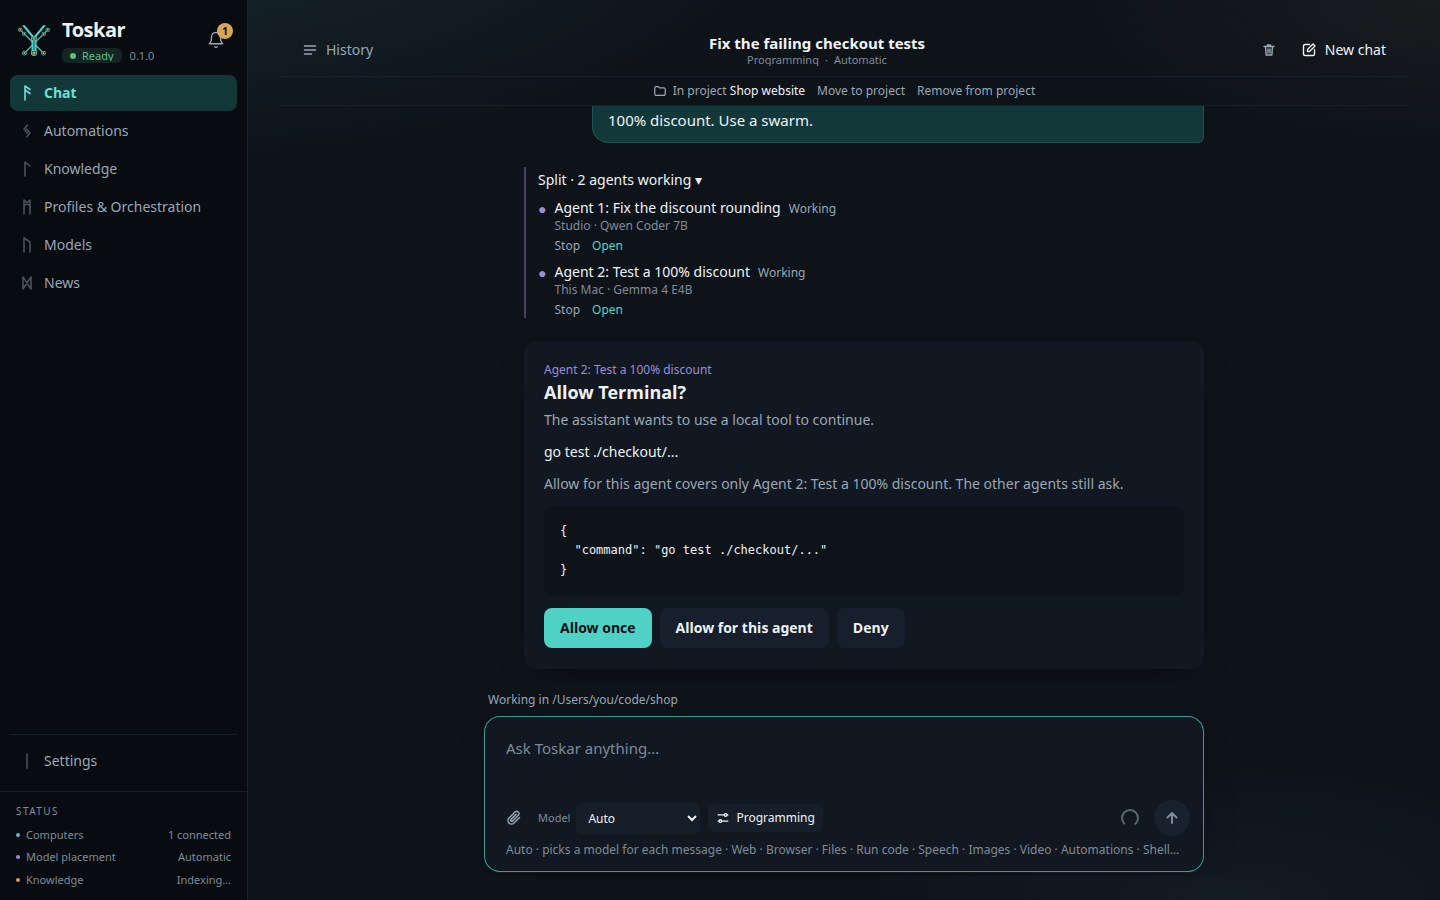 Toskar
Ready 0.1.0
1
Chat
Automations
Knowledge
Profiles & Orchestration
Models
News
Settings
STATUS
Computers 1 connected
Model placement Automatic
Knowledge Indexing...
History
Fix the failing checkout tests
Programming · Automatic
New chat
In project Shop website Move to project Remove from project
100% discount. Use a swarm.
Split · 2 agents working ▾
Agent 1: Fix the discount rounding Working
Studio · Qwen Coder 7B
Stop Open
Agent 2: Test a 100% discount Working
This Mac · Gemma 4 E4B
Stop Open
Agent 2: Test a 100% discount
Allow Terminal?
The assistant wants to use a local tool to continue.
go test ./checkout/...
Allow for this agent covers only Agent 2: Test a 100% discount. The other agents still ask.
{
"command": "go test ./checkout/..."
}
Allow once Allow for this agent Deny
Working in /Users/you/code/shop
Ask Toskar anything...
Model Auto Programming
Auto · picks a model for each message · Web · Browser · Files · Run code · Speech · Images · Video · Automations · Shell...